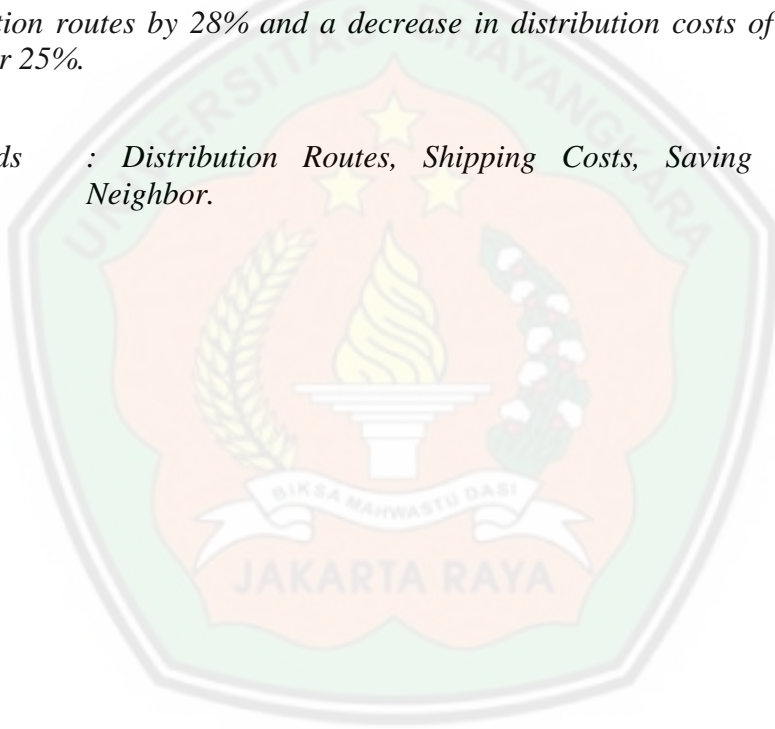 tion routes by 28% and a decrease in distribution costs of
r 25%.
ds : Distribution Routes, Shipping Costs, Saving
Neighbor.
UNIVERSITAS BHAYANGKARA
BIKSA MAHWASTU DASI
JAKARTA RAYA